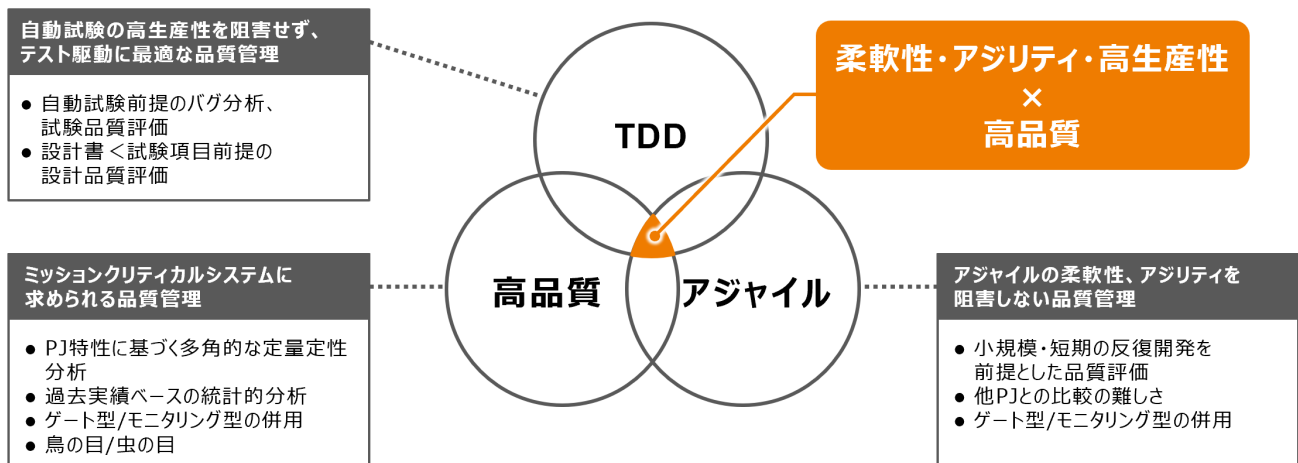 自動試験の高生産性を阻害せず、
テスト駆動に最適な品質管理
● 自動試験前提のバグ分析、
試験品質評価
● 設計書＜試験項目前提の
設計品質評価
TDD
柔軟性・アジリティ・高生産性
×
高品質
ミッションクリティカルシステムに
求められる品質管理
● PJ特性に基づく多角的な定量定性
分析
● 過去実績ベースの統計的分析
● ゲート型/モニタリング型の併用
● 鳥の目/虫の目
高品質
アジャイル
アジャイルの柔軟性、アジリティを
阻害しない品質管理
● 小規模・短期の反復開発を
前提とした品質評価
● 他PJとの比較の難しさ
● ゲート型/モニタリング型の併用